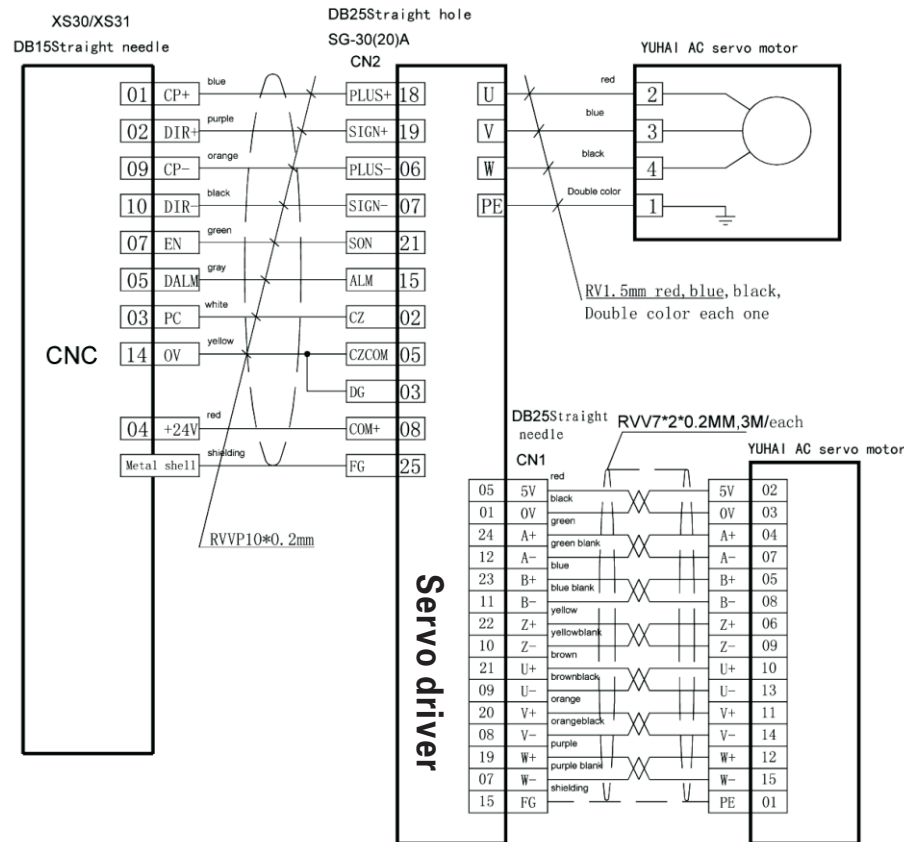 XS30/XS31
DB15Straight needle
DB25Straight hole
SG-30(20)A
CN2
YUHAI AC servo motor
01 CP+ blue PLUS+ 18
02 DIR+ purple SIGN+ 19
09 CP- orange PLUS- 06
10 DIR- black SIGN- 07
07 EN green SON 21
05 DALM gray ALM 15
03 PC white CZ 02
14 0V yellow CZCOM 05
DG 03
04 +24V red COM+ 08
Metal shell shielding FG 25
CNC
RVVP10*0.2mm
U red 2
V blue 3
W black 4
PE Double color 1
RV1.5mm red,blue,black,
Double color each one
Servo driver
DB25Straight
needle
CN1
RVV7*2*0.2MM,3M/each
YUHAI AC servo motor
05 5V red 5V 02
01 0V black 0V 03
24 A+ green A+ 04
12 A- green blank A- 07
23 B+ blue B+ 05
11 B- blue blank B- 08
22 Z+ yellow Z+ 06
10 Z- yellowblank Z- 09
21 U+ brown U+ 10
09 U- brownblack U- 13
20 V+ orange V+ 11
08 V- orangeblack V- 14
19 W+ purple W+ 12
07 W- purple blank W- 15
15 FG shielding PE 01